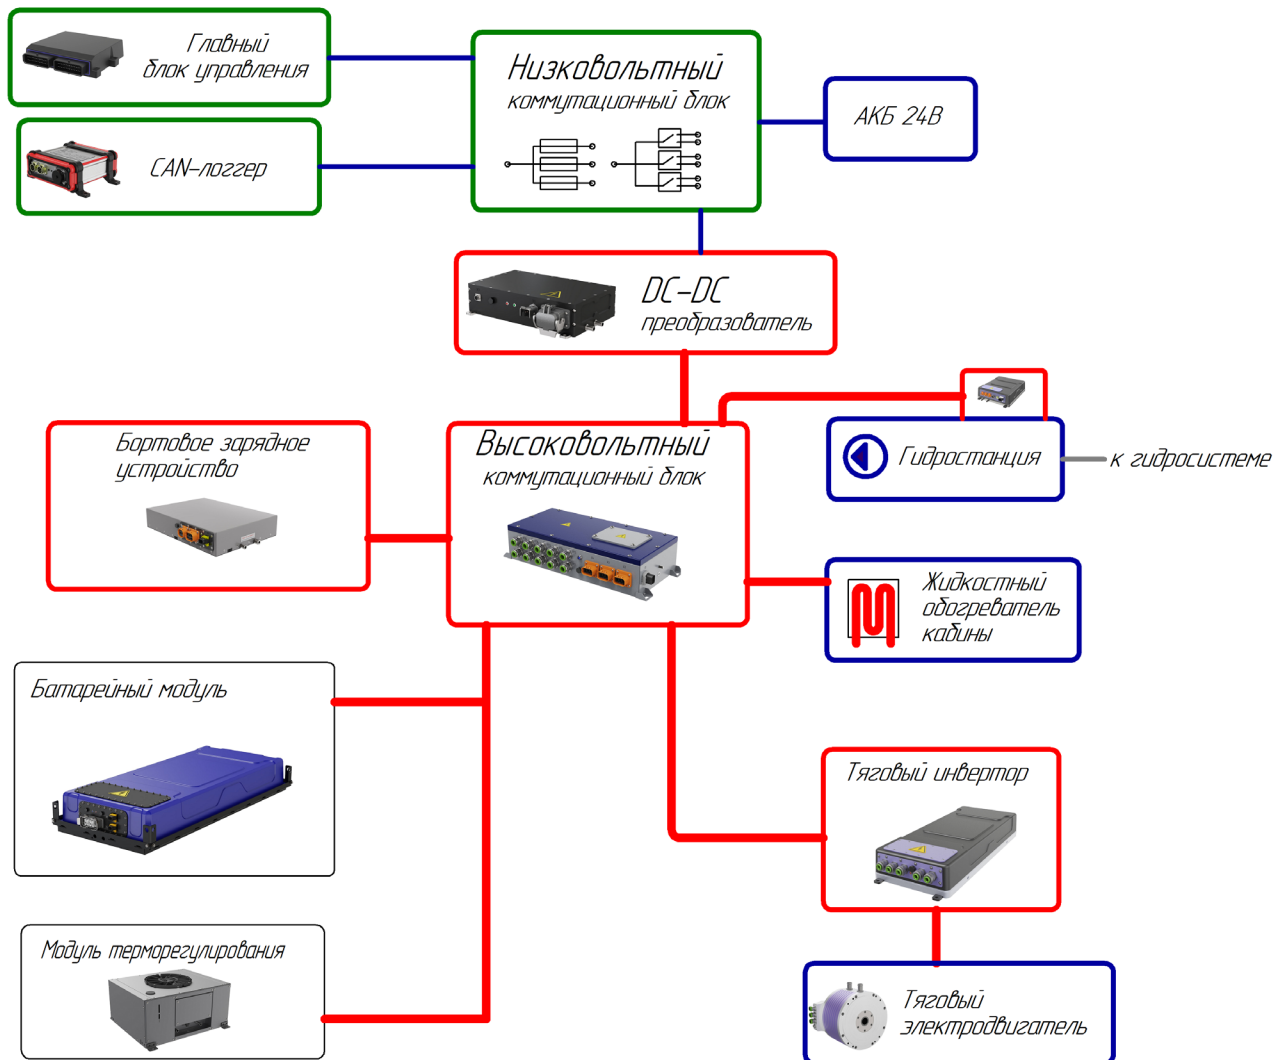 Главный
блок управления
CAN-логгер
Низковольтный
коммутационный блок
АКБ 24В
DC-DC
преобразователь
Бортовое зарядное
устройство
Высоковольтный
коммутационный блок
Гидростанция
к гидросистеме
Жидкостный
обогреватель
кабины
Батарейный модуль
Тяговый инвертор
Модуль терморегулирования
Тяговый
электродвигатель